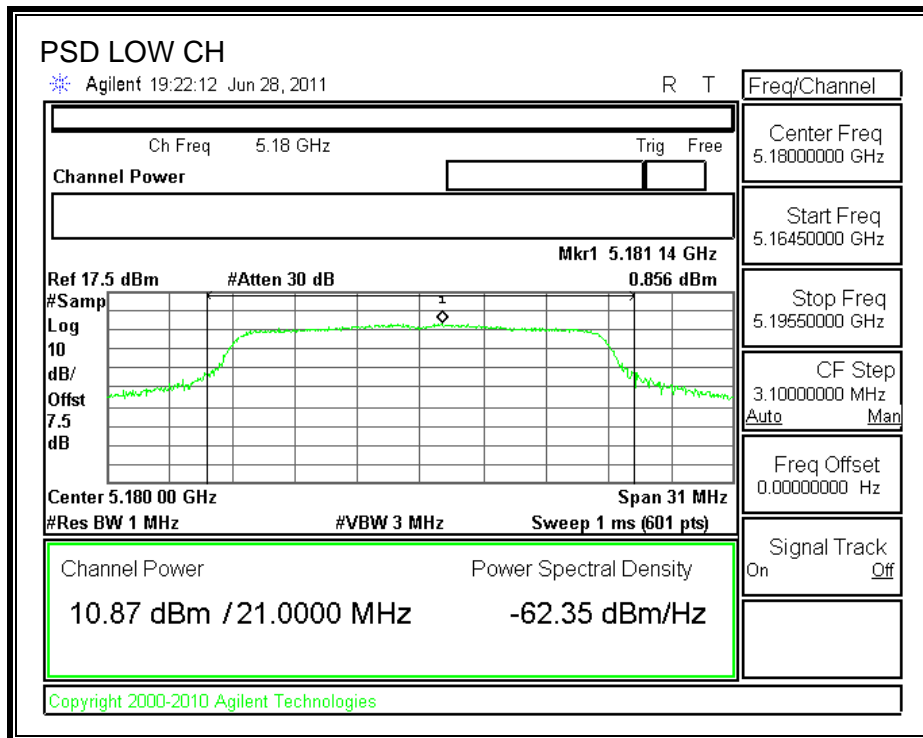 PSD LOW CH
Agilent 19:22:12 Jun 28, 2011 R T
Freq/Channel
Ch Freq 5.18 GHz Trig Free
Channel Power
Mkr1 5.181 14 GHz
Ref 17.5 dBm #Atten 30 dB 0.856 dBm
#Samp
Log
10
dB/
Offst
7.5
dB
1
Center 5.180 00 GHz Span 31 MHz
#Res BW 1 MHz #VBW 3 MHz Sweep 1 ms (601 pts)
Channel Power Power Spectral Density
10.87 dBm / 21.0000 MHz -62.35 dBm/Hz
Center Freq
5.18000000 GHz
Start Freq
5.16450000 GHz
Stop Freq
5.19550000 GHz
CF Step
3.10000000 MHz
Auto Man
Freq Offset
0.00000000 Hz
Signal Track
On Off
Copyright 2000-2010 Agilent Technologies